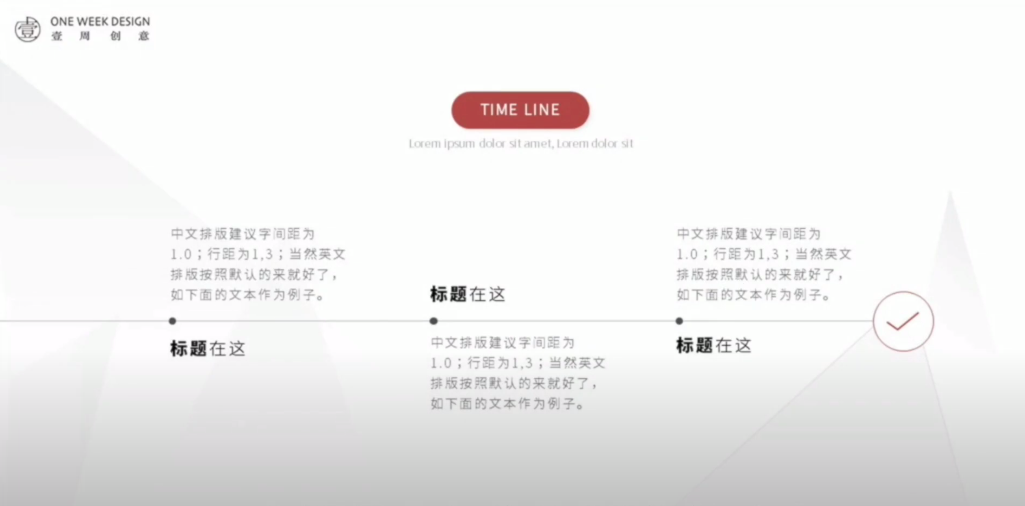 壹
ONE WEEK DESIGN
壹周创意
TIME LINE
Lorem ipsum dolor sit amet, Lorem dolor sit
中文排版建议字间距为
1.0；行距为1,3；当然英文
排版按照默认的来就好了，
如下面的文本作为例子。
标题在这
标题在这
中文排版建议字间距为
1.0；行距为1,3；当然英文
排版按照默认的来就好了，
如下面的文本作为例子。
中文排版建议字间距为
1.0；行距为1,3；当然英文
排版按照默认的来就好了，
如下面的文本作为例子。
标题在这